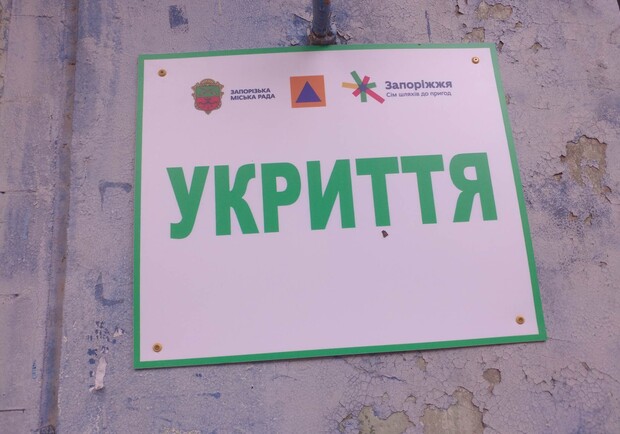 ЗАПОРІЗЬКА
МІСЬКА РАДА
Запоріжжя
Сім шляхів до пригод
УКРИТТЯ